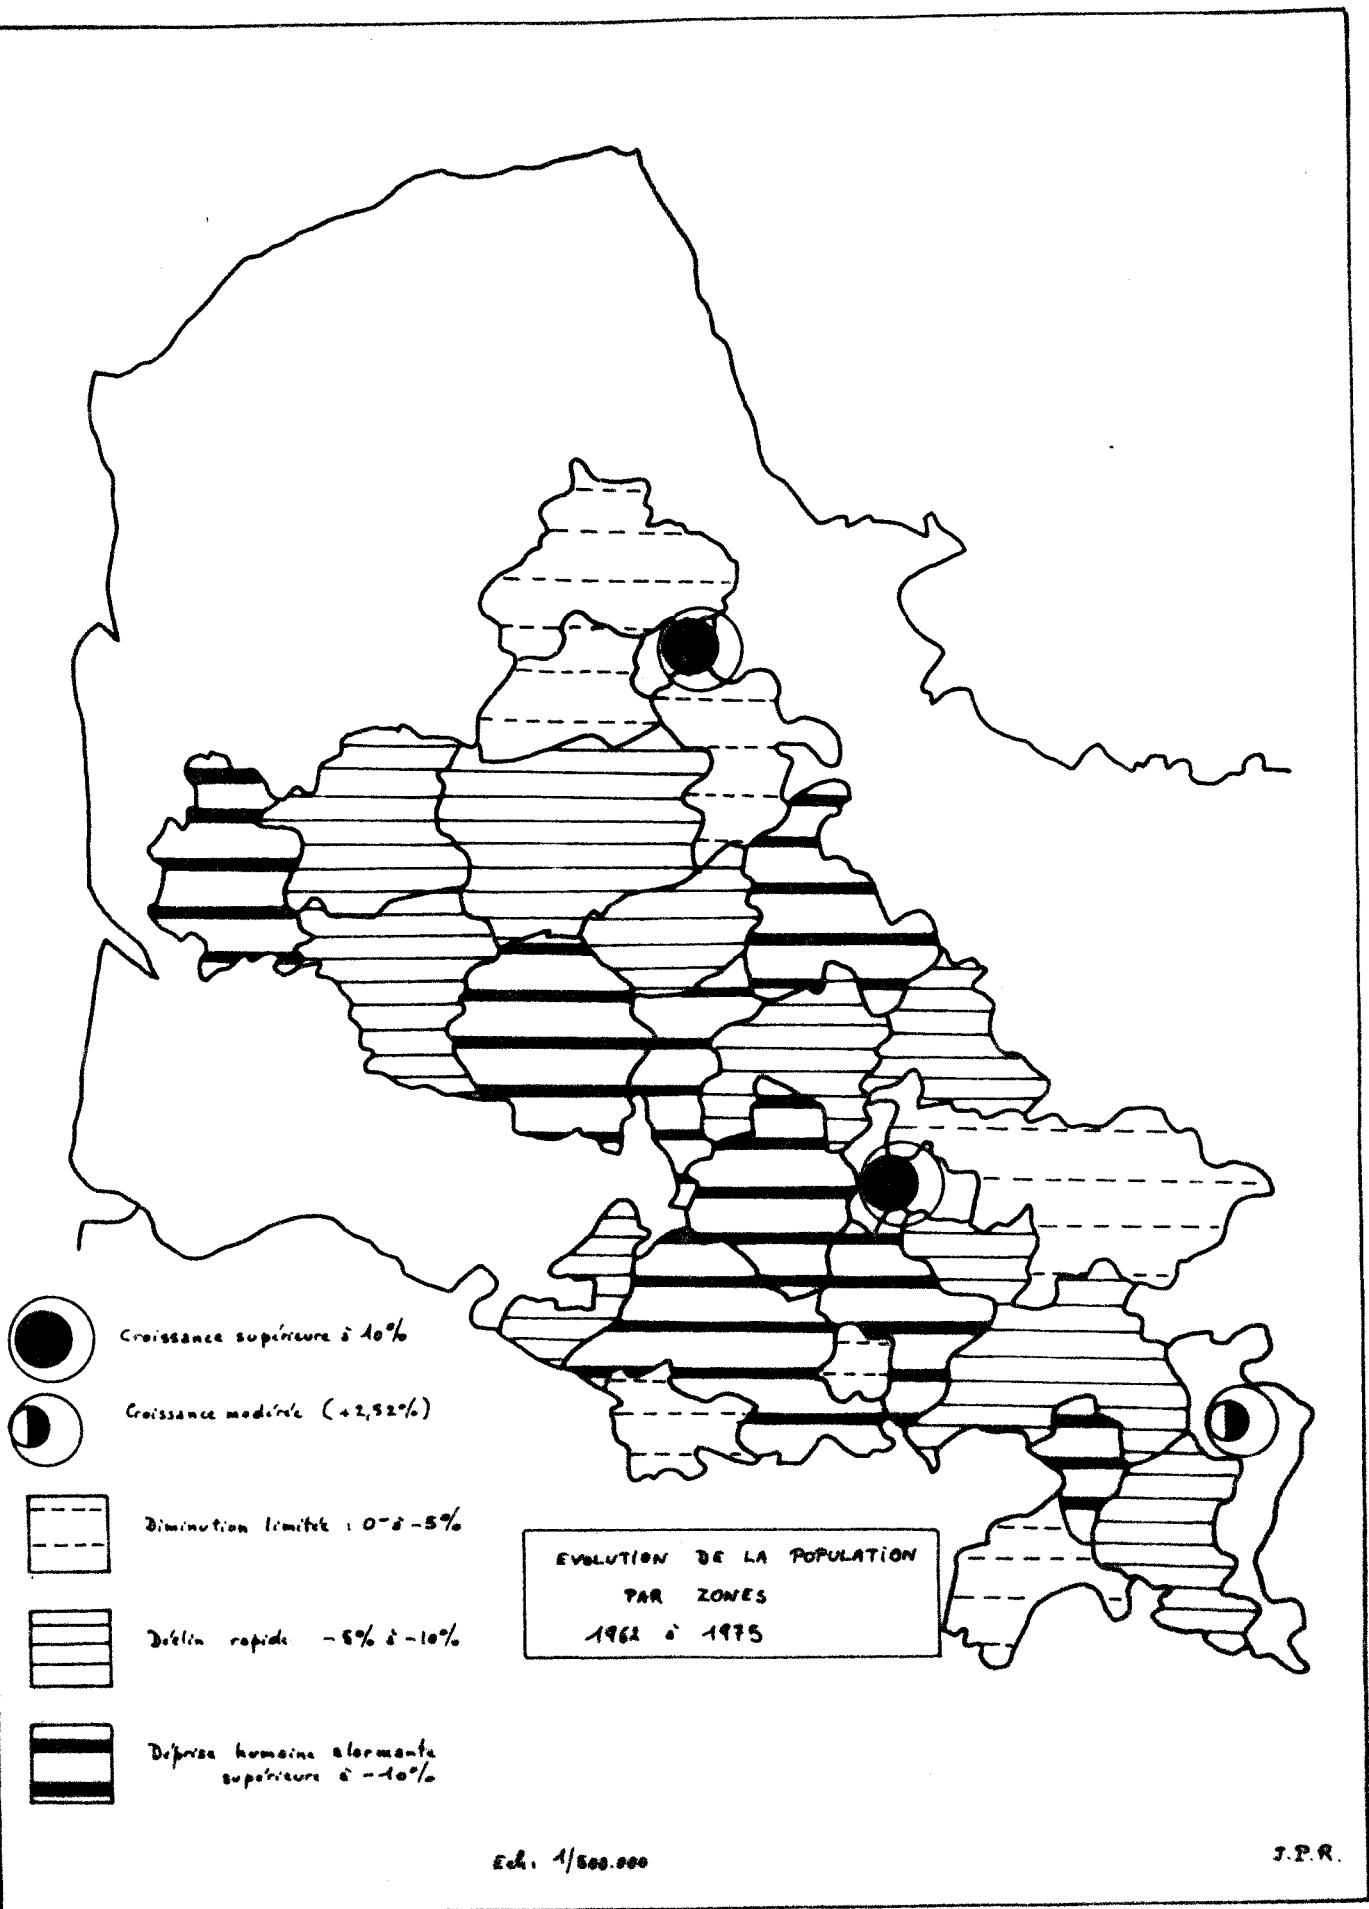 Croissance supérieure à 10%
Croissance modérée (+2,52%)
Diminution limitée : 0- à -5%
EVOLUTION DE LA POPULATION
PAR ZONES
1962 à 1975
Déclin rapide -5% à -10%
Déprise humaine alarmante
supérieure à -10%
Ech. 1/500.000
J.P.R.